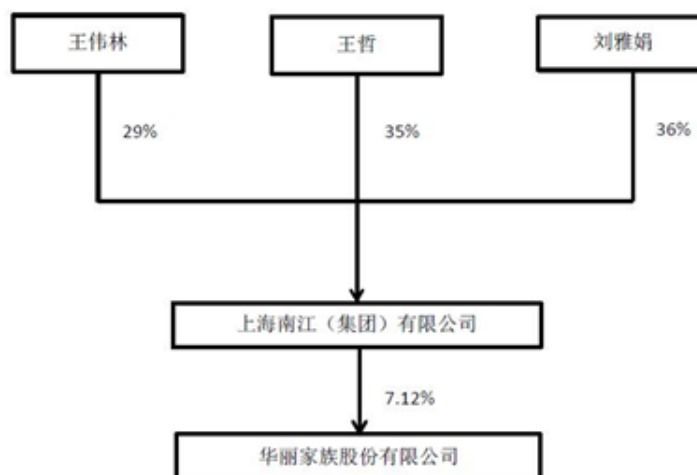 王伟林
王哲
刘雅娟
29%
35%
36%
上海南江（集团）有限公司
7.12%
华丽家族股份有限公司